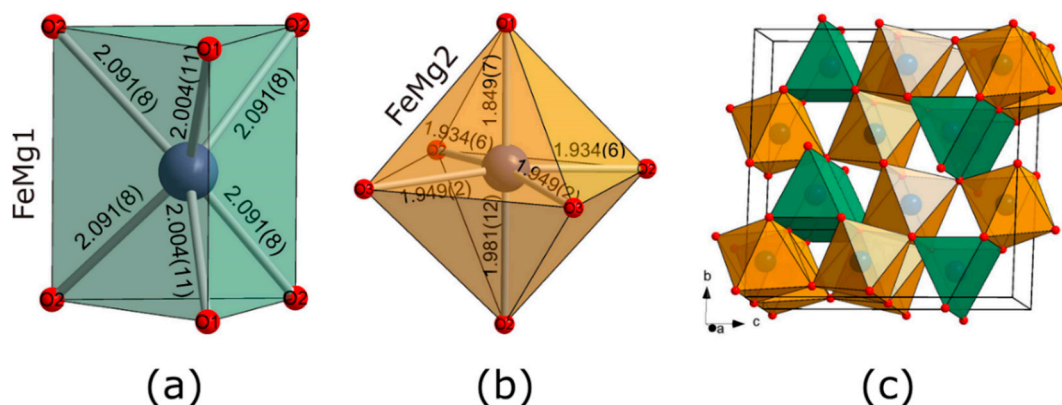 O2
O1
O2
2.091(8)
2.004(11)
2.091(8)
FeMg1
2.091(8)
2.004(11)
2.091(8)
O2
O1
O2
(a)
O1
FeMg2
1.849(7)
1.934(6)
1.934(6)
O2
O2
O3
1.949(2)
1.949(2)
O3
1.981(12)
O2
(b)
b
a
c
(c)